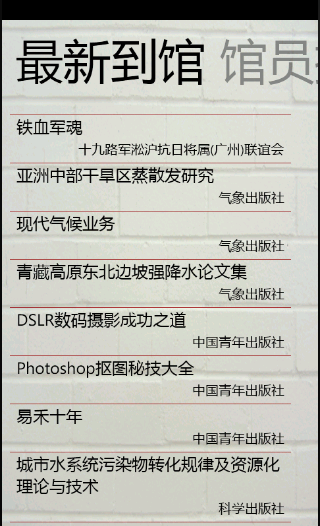 最新到馆 馆员
铁血军魂
十九路军淞沪抗日将属(广州)联谊会
亚洲中部干旱区蒸散发研究
气象出版社
现代气候业务
气象出版社
青藏高原东北边坡强降水论文集
气象出版社
DSLR数码摄影成功之道
中国青年出版社
Photoshop抠图秘技大全
中国青年出版社
易禾十年
中国青年出版社
城市水系统污染物转化规律及资源化
理论与技术
科学出版社